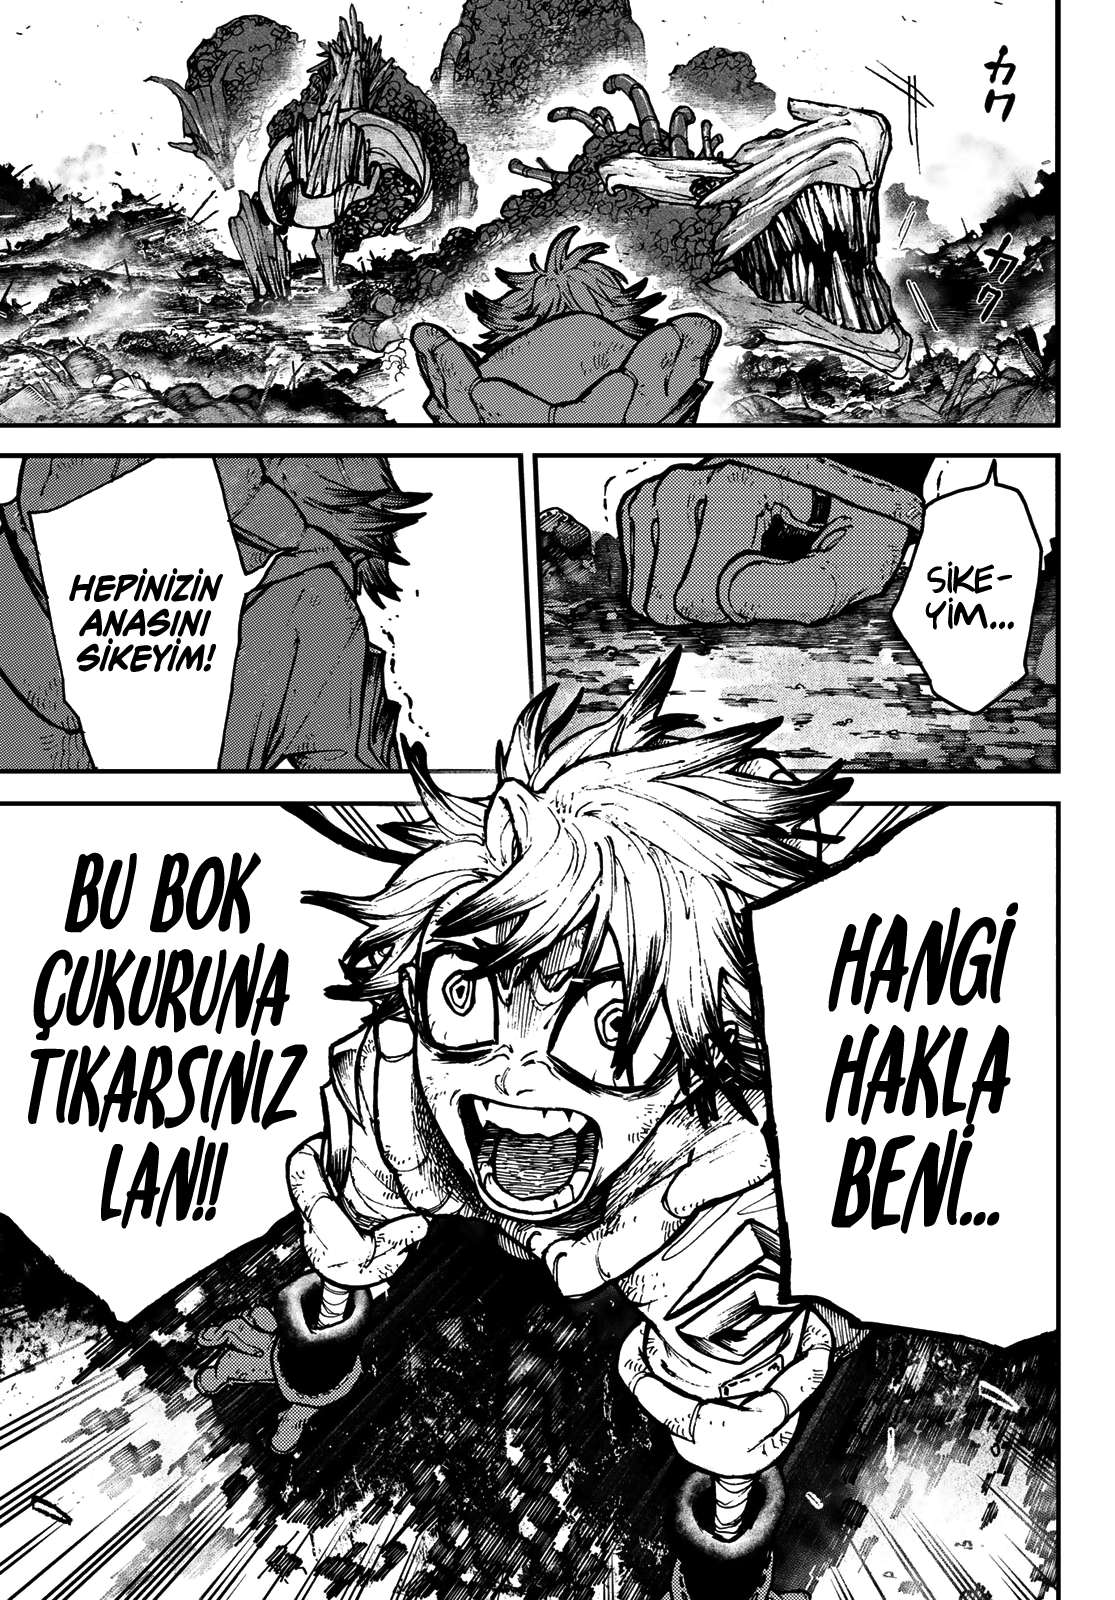 カク
カク
SİKE-
YİM...
HEPİNİZİN
ANASINI
SİKEYİM!
HANGİ
HAKLA
BENİ...
BU BOK
ÇUKURUNA
TIKARSINIZ
LAN!!